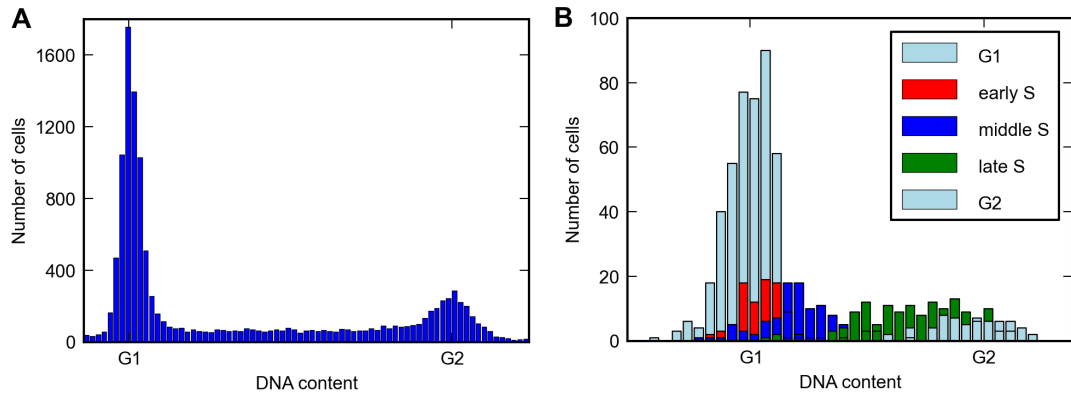 A
Number of cells
1600
1200
800
400
0
G1
G2
DNA content
B
Number of cells
100
80
60
40
20
0
G1
early S
middle S
late S
G2
G1
G2
DNA content